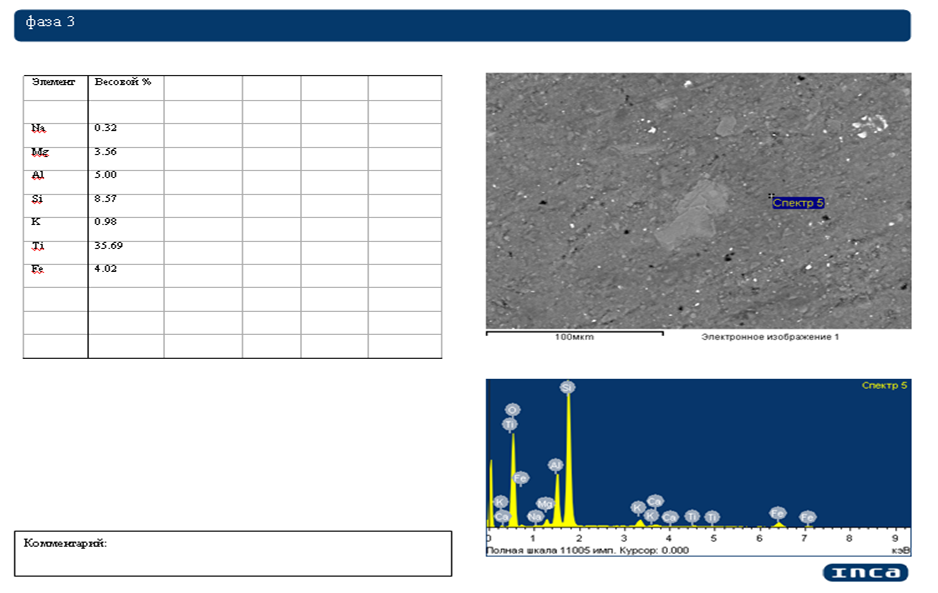 фаза 3
Элемент Весовой %
Na 0.32
Mg 3.56
Al 5.00
Si 8.57
K 0.98
Ti 35.69
Fe 4.02
Спектр 5
100мкm Электронное изображение 1
Спектр 5
Si
O
Ti
Al
Fe
K Mg Ca
K Fe
Ca Na K Ca Ti Ti Fe
0 1 2 3 4 5 6 7 8 9
Полная шкала 11005 имп. Курсор: 0.000 кэВ
Комментарий:
INCA